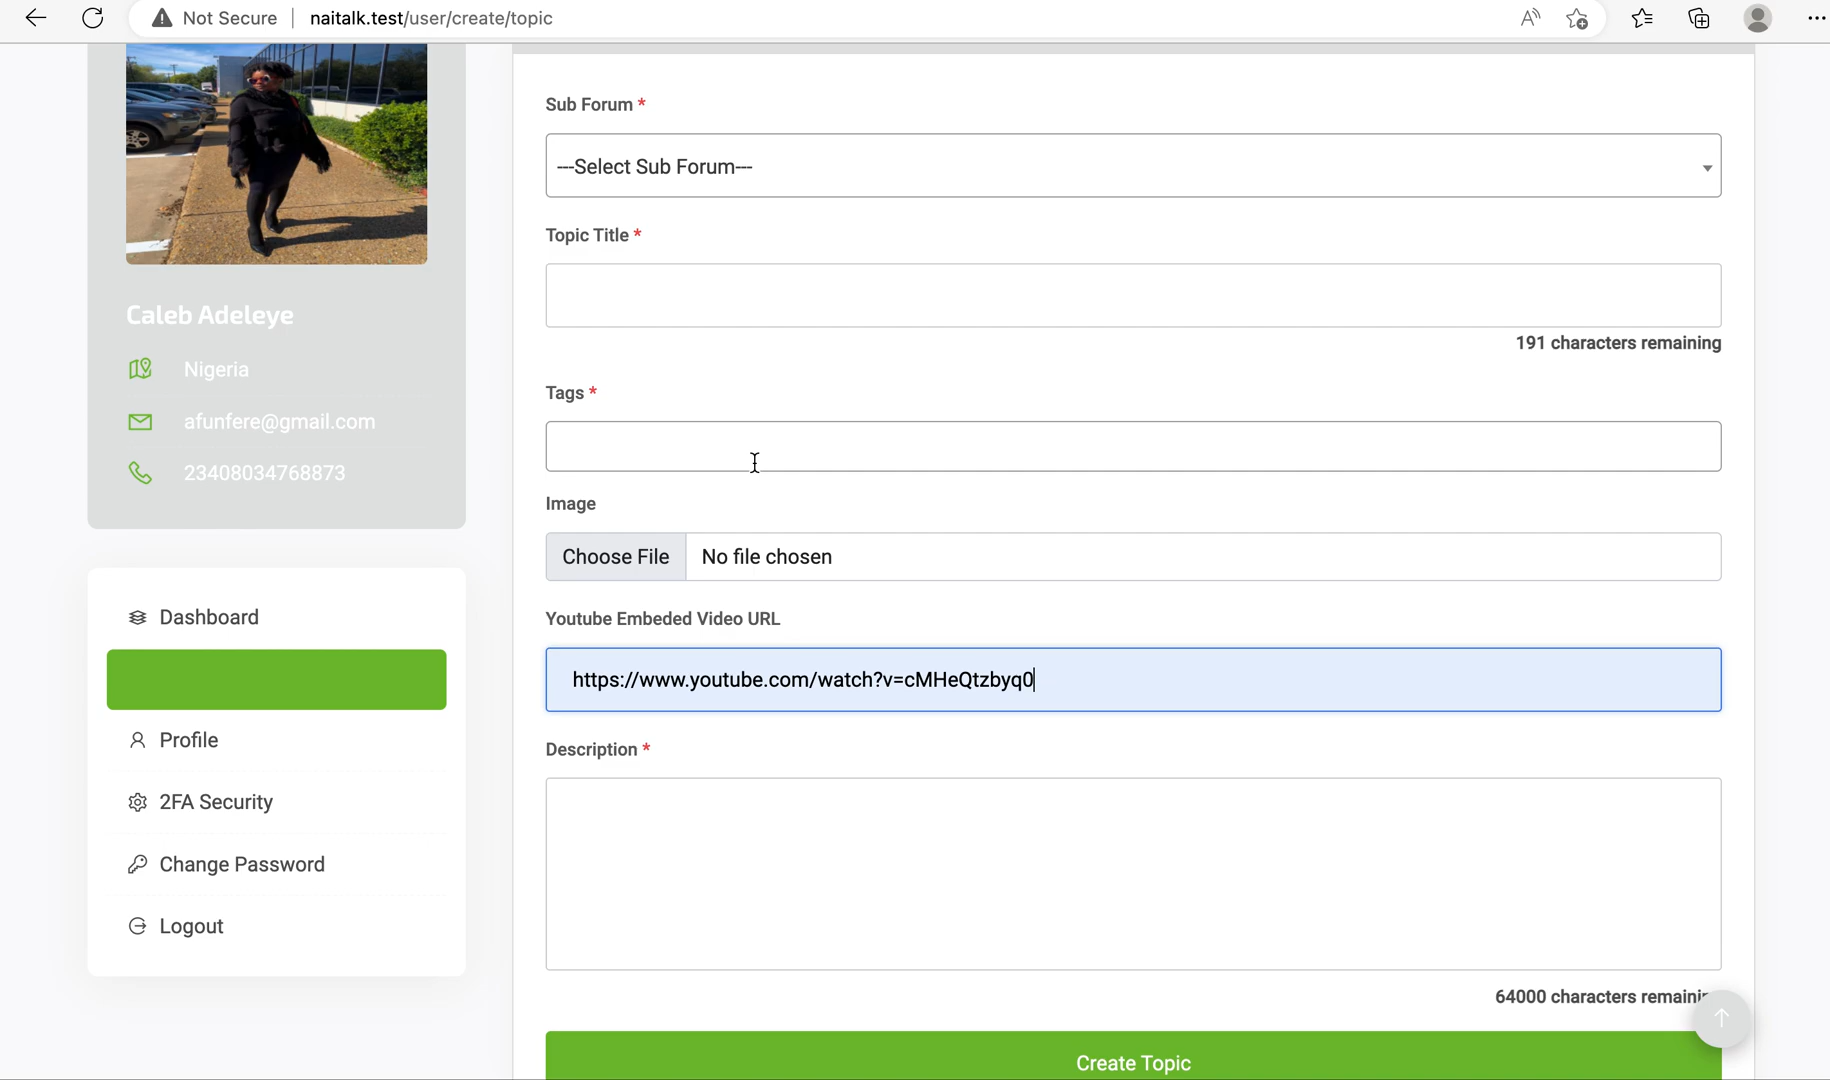 Not Secure
naitalk.test/user/create/topic
Caleb Adeleye
Nigeria
afunfere@gmail.com
23408034768873
Dashboard
Profile
2FA Security
Change Password
Logout
Sub Forum *
---Select Sub Forum---
Topic Title *
191 characters remaining
Tags *
Image
Choose File No file chosen
Youtube Embeded Video URL
https://www.youtube.com/watch?v=cMHeQtzbyq0
Description *
64000 characters
Create Topic